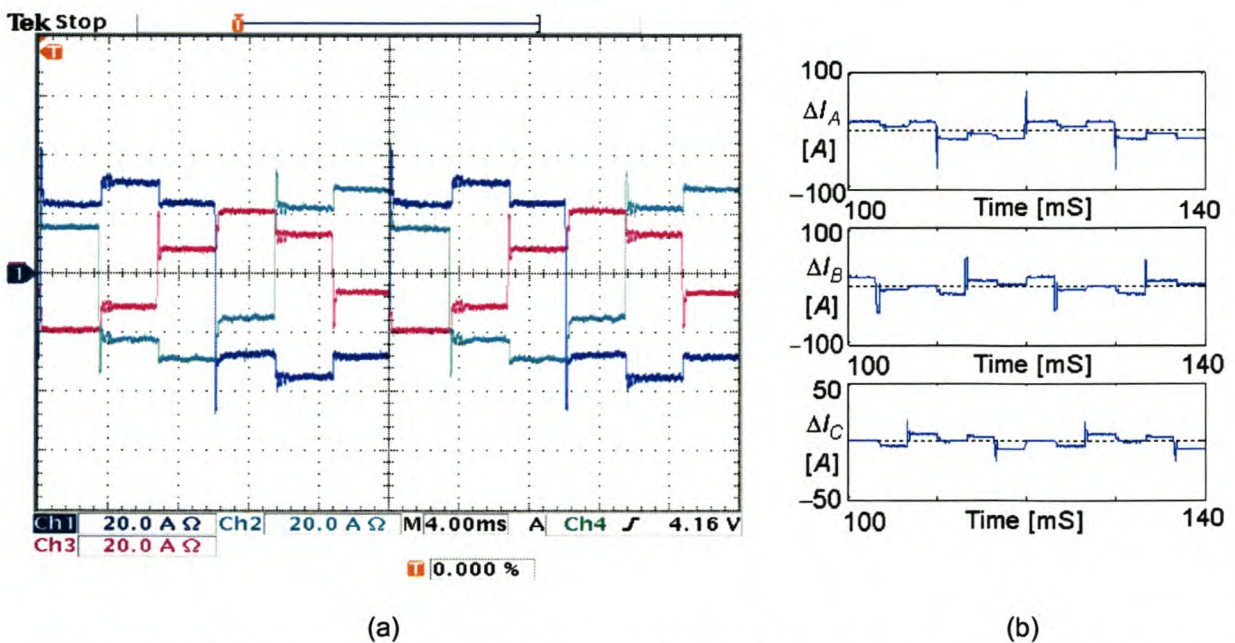 Tek Stop
T
T
1
Ch1 20.0 A Ω Ch2 20.0 A Ω M 4.00ms A Ch4 ∫ 4.16 V
Ch3 20.0 A Ω
T 0.000 %
(a)
100
ΔI_A
[A]
−100
100 Time [mS] 140
100
ΔI_B
[A]
−100
100 Time [mS] 140
50
ΔI_C
[A]
−50
100 Time [mS] 140
(b)